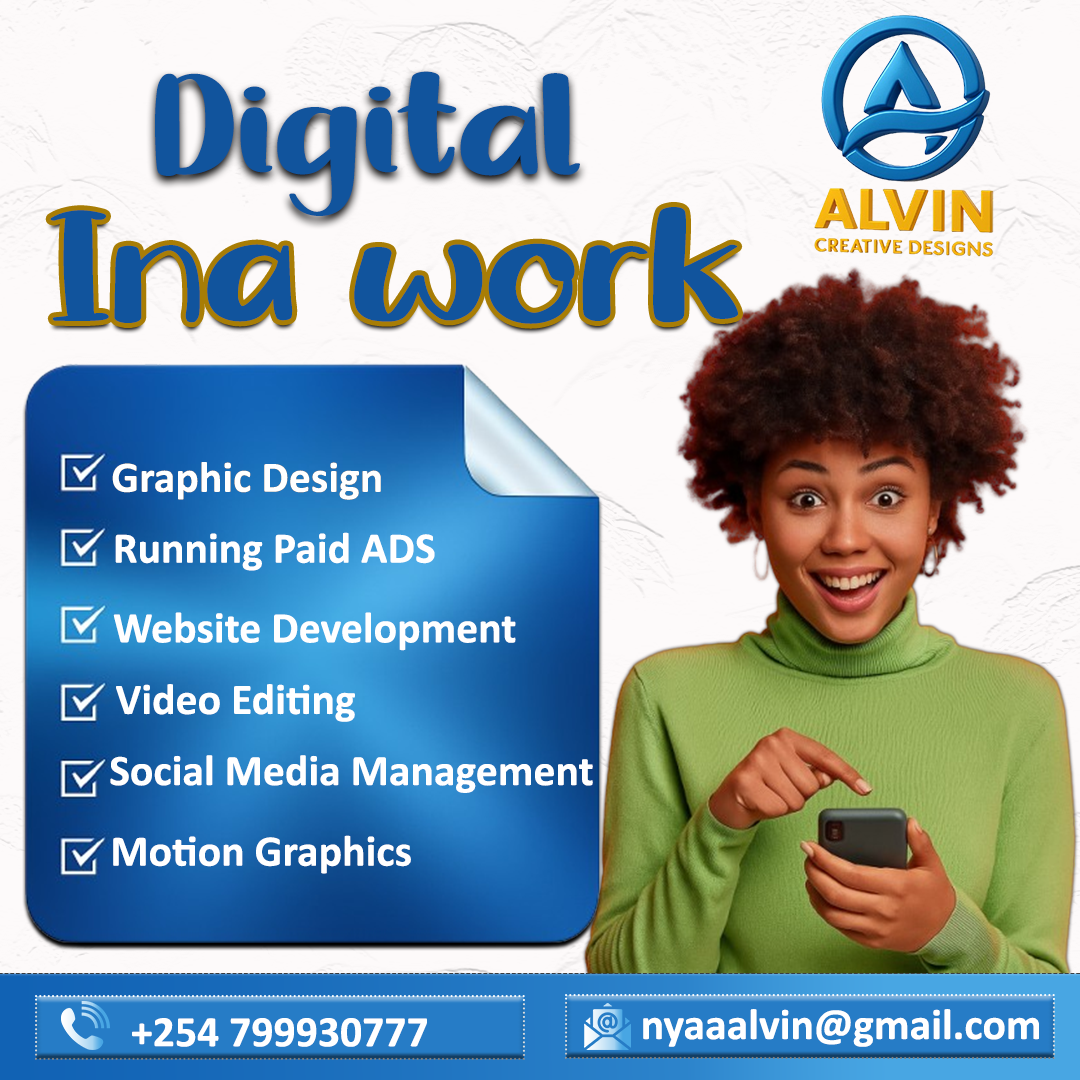 Digital
Ina work
ALVIN
CREATIVE DESIGNS
Graphic Design
Running Paid ADS
Website Development
Video Editing
Social Media Management
Motion Graphics
+254 799930777
nyaaalvin@gmail.com